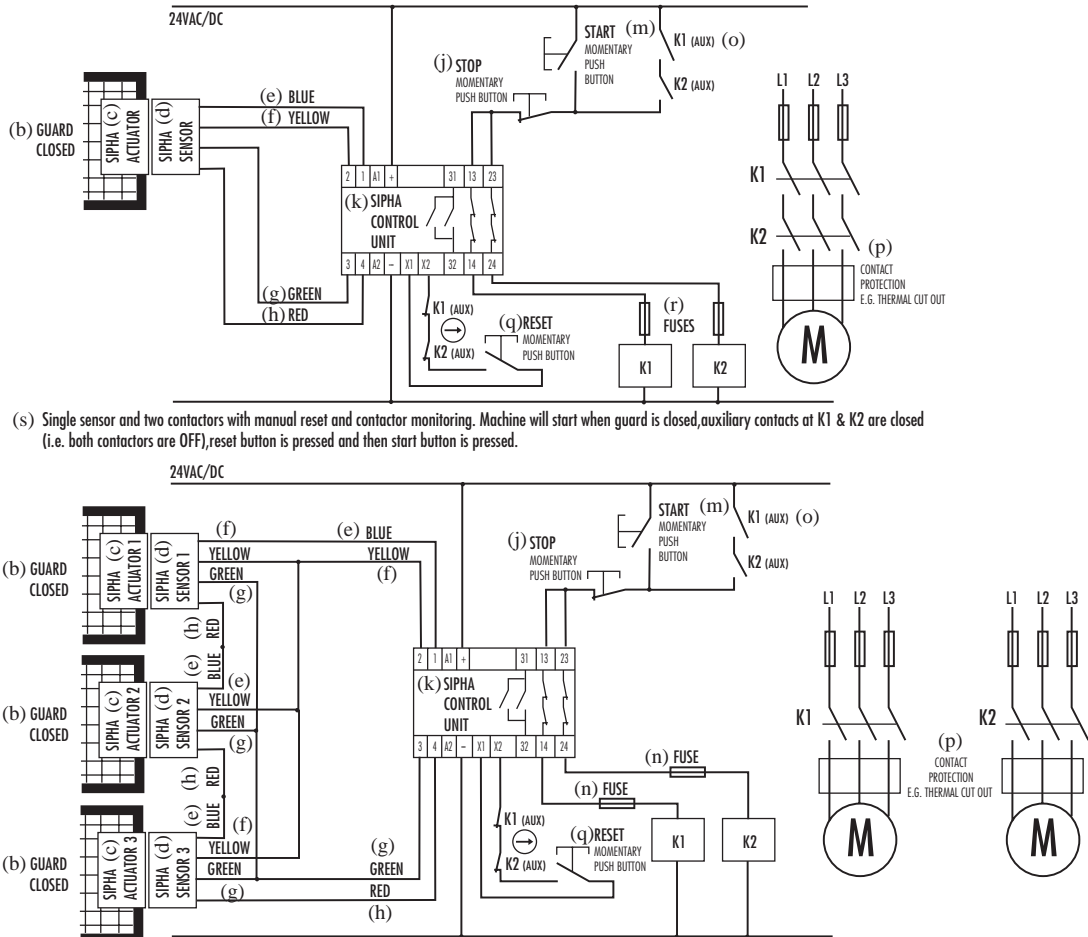 24VAC/DC
START (m)
MOMENTARY
PUSH
BUTTON
K1 (AUX) (o)
K2 (AUX)
(j) STOP
MOMENTARY
PUSH BUTTON
L1 L2 L3
(b) GUARD
CLOSED
SIPHA (c)
ACTUATOR
SIPHA (d)
SENSOR
(e) BLUE
(f) YELLOW
2 1 A1 + 31 13 23
(k) SIPHA
CONTROL
UNIT
3 4 A2 – X1 X2 32 14 24
(g) GREEN
(h) RED
K1 (AUX)
K2 (AUX)
(q) RESET
MOMENTARY
PUSH BUTTON
(r)
FUSES
K1 K2
K1
K2
(p)
CONTACT
PROTECTION
E.G. THERMAL CUT OUT
M
(s) Single sensor and two contactors with manual reset and contactor monitoring. Machine will start when guard is closed,auxiliary contacts at K1 & K2 are closed
(i.e. both contactors are OFF),reset button is pressed and then start button is pressed.
24VAC/DC
START (m)
MOMENTARY
PUSH
BUTTON
K1 (AUX) (o)
K2 (AUX)
(j) STOP
MOMENTARY
PUSH BUTTON
(b) GUARD
CLOSED
SIPHA (c)
ACTUATOR 1
SIPHA (d)
SENSOR 1
(f)
YELLOW
GREEN
(g)
(e) BLUE
YELLOW
(f)
(h) RED
(e) BLUE
(b) GUARD
CLOSED
SIPHA (c)
ACTUATOR 2
SIPHA (d)
SENSOR 2
(e)
YELLOW
GREEN
(g)
(h) RED
(e) BLUE
(b) GUARD
CLOSED
SIPHA (c)
ACTUATOR 3
SIPHA (d)
SENSOR 3
(f)
YELLOW
GREEN
(g)
(g)
GREEN
RED
(h)
2 1 A1 + 31 13 23
(k) SIPHA
CONTROL
UNIT
3 4 A2 – X1 X2 32 14 24
K1 (AUX)
K2 (AUX)
(q) RESET
MOMENTARY
PUSH BUTTON
(n) FUSE
(n) FUSE
K1 K2
L1 L2 L3
K1
M
(p)
CONTACT
PROTECTION
E.G. THERMAL CUT OUT
L1 L2 L3
K2
M